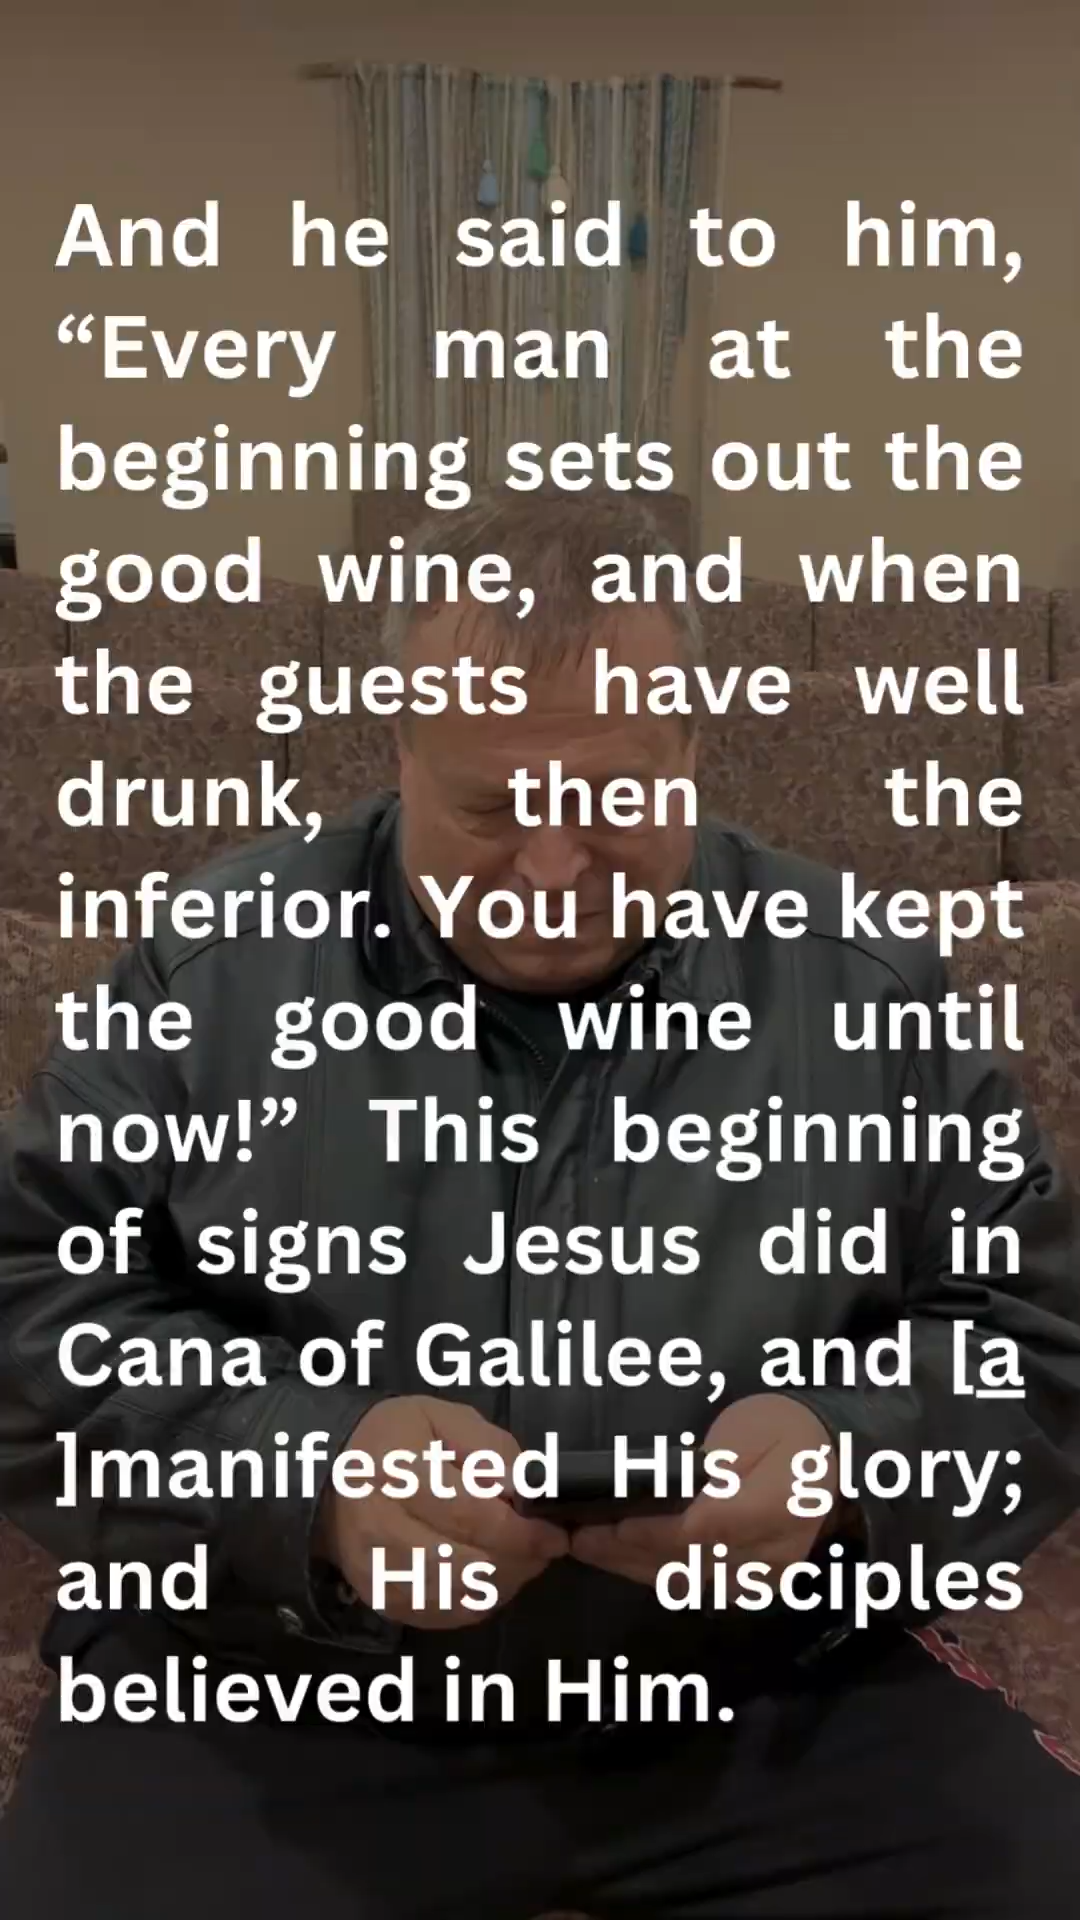 And he said to him,
“Every man at the
beginning sets out the
good wine, and when
the guests have well
drunk, then the
inferior. You have kept
the good wine until
now!” This beginning
of signs Jesus did in
Cana of Galilee, and [a
]manifested His glory;
and His disciples
believed in Him.